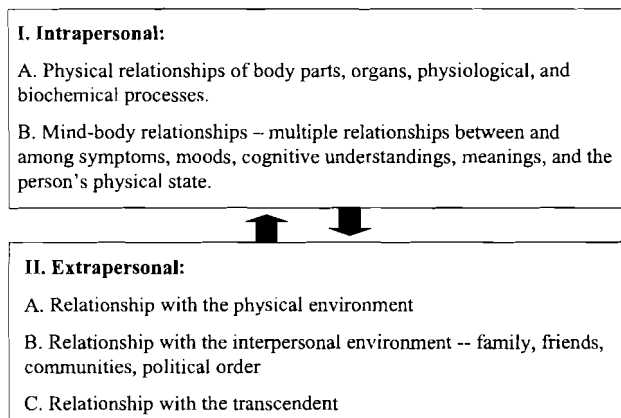 I. Intrapersonal:
A. Physical relationships of body parts, organs, physiological, and
biochemical processes.
B. Mind-body relationships – multiple relationships between and
among symptoms, moods, cognitive understandings, meanings, and the
person's physical state.
II. Extrapersonal:
A. Relationship with the physical environment
B. Relationship with the interpersonal environment -- family, friends,
communities, political order
C. Relationship with the transcendent